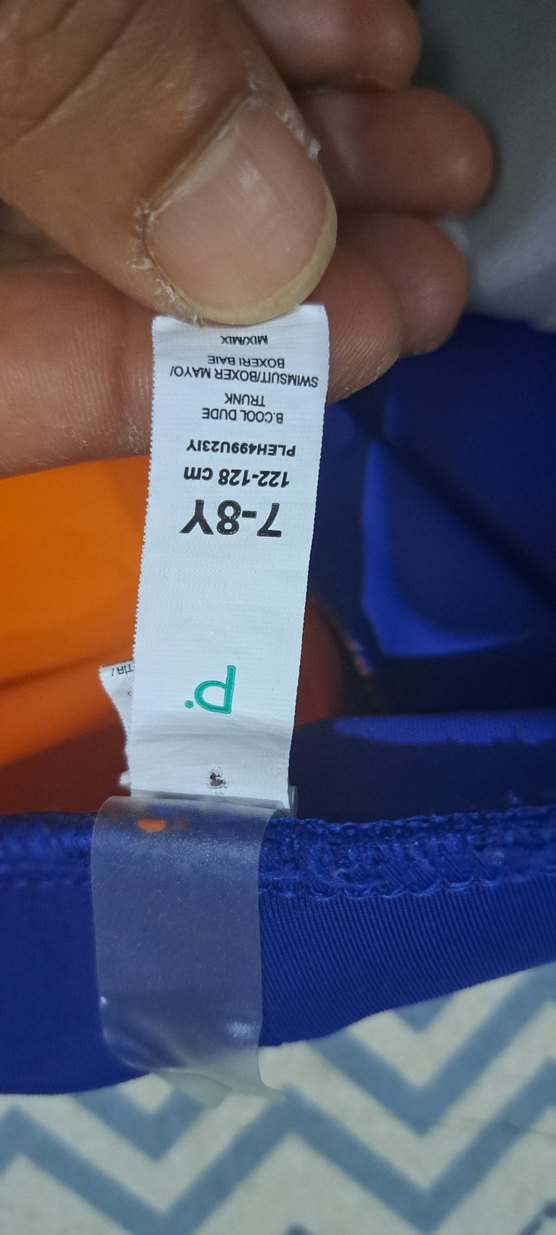 p.
7-8Y
122-128 cm
PLEH499U23IY
B.COOL DUDE
TRUNK
SWIMSUIT/BOXER MAYO/
BOXERI BAIE
MIX/MIX